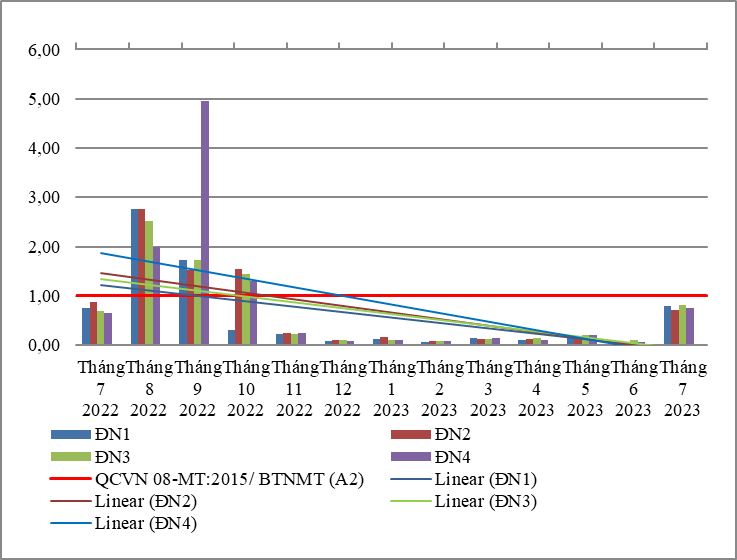 6,00
5,00
4,00
3,00
2,00
1,00
0,00
Tháng Tháng Tháng Tháng Tháng Tháng Tháng Tháng Tháng Tháng Tháng Tháng Tháng
7 8 9 10 11 12 1 2 3 4 5 6 7
2022 2022 2022 2022 2022 2022 2023 2023 2023 2023 2023 2023 2023
ĐN1 ĐN2
ĐN3 ĐN4
QCVN 08-MT:2015/ BTNMT (A2) Linear (ĐN1)
Linear (ĐN2) Linear (ĐN3)
Linear (ĐN4)